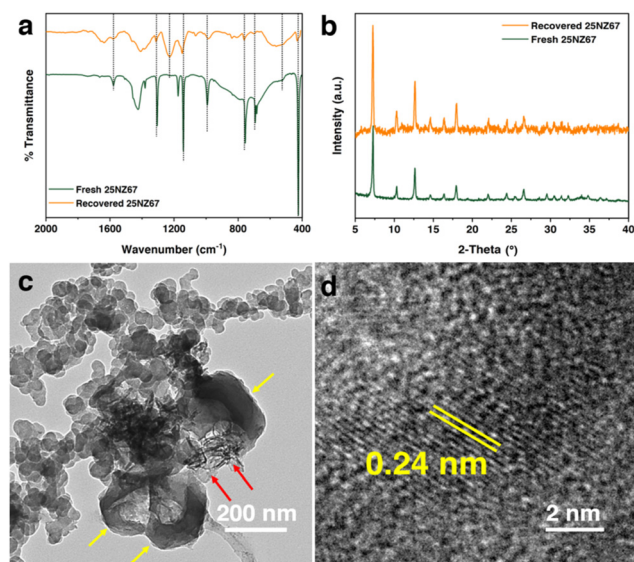 a
% Transmittance
Fresh 25NZ67
Recovered 25NZ67
2000 1600 1200 800 400
Wavenumber (cm⁻¹)
b
Intensity (a.u.)
Recovered 25NZ67
Fresh 25NZ67
5 10 15 20 25 30 35 40
2-Theta (°)
c
200 nm
d
0.24 nm
2 nm